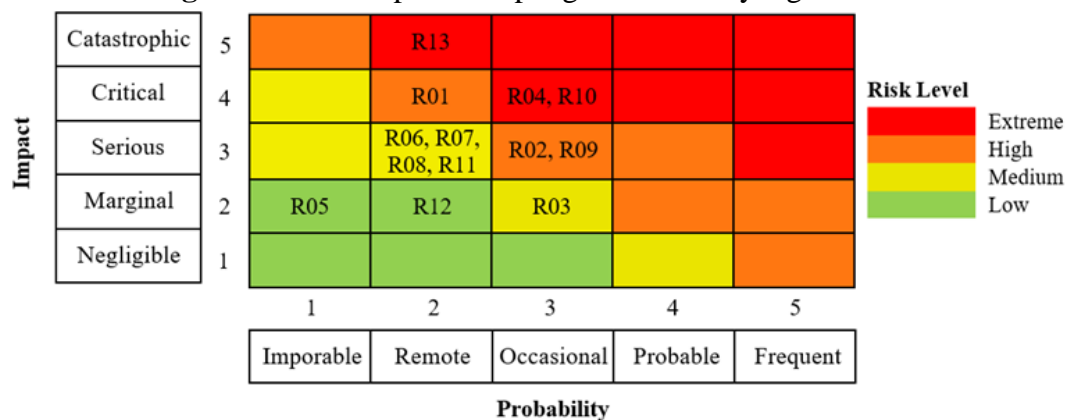 Catastrophic 5 R13
Critical 4 R01 R04, R10
Serious 3 R06, R07, R08, R11 R02, R09
Marginal 2 R05 R12 R03
Negligible 1
Impact
1 2 3 4 5
Imporable Remote Occasional Probable Frequent
Probability
Risk Level
Extreme
High
Medium
Low